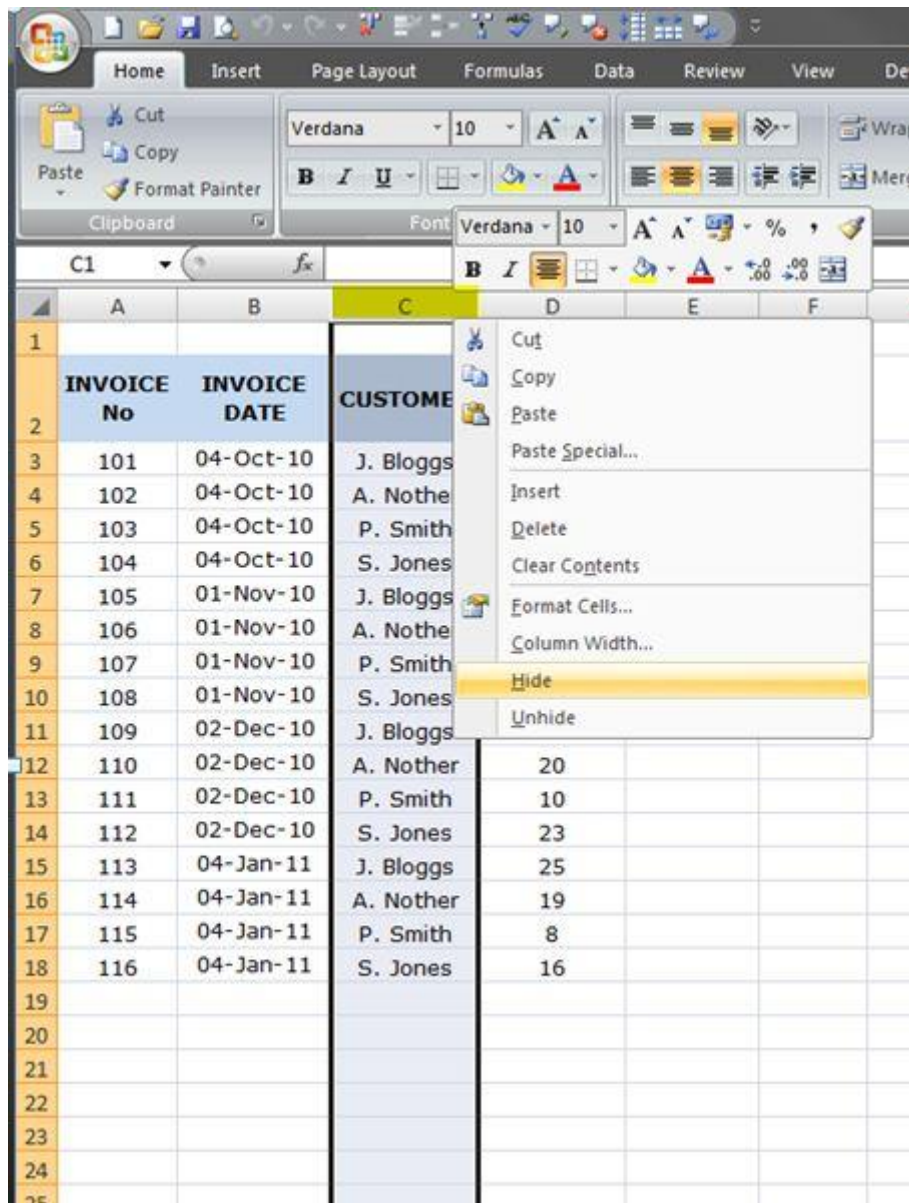 Home Insert Page Layout Formulas Data Review View De
Cut
Copy
Format Painter
Paste
Clipboard
Verdana 10 A A
B I U A
Font
Wra
Merg
Verdana 10 A A % ,
B I A .0 .00 .00 .0
C1 fx
A B C D E F
1
2 INVOICE No INVOICE DATE CUSTOME
3 101 04-Oct-10 J. Bloggs
4 102 04-Oct-10 A. Nothe
5 103 04-Oct-10 P. Smith
6 104 04-Oct-10 S. Jones
7 105 01-Nov-10 J. Bloggs
8 106 01-Nov-10 A. Nothe
9 107 01-Nov-10 P. Smith
10 108 01-Nov-10 S. Jones
11 109 02-Dec-10 J. Bloggs
12 110 02-Dec-10 A. Nother 20
13 111 02-Dec-10 P. Smith 10
14 112 02-Dec-10 S. Jones 23
15 113 04-Jan-11 J. Bloggs 25
16 114 04-Jan-11 A. Nother 19
17 115 04-Jan-11 P. Smith 8
18 116 04-Jan-11 S. Jones 16
19
20
21
22
23
24
25
Cut
Copy
Paste
Paste Special...
Insert
Delete
Clear Contents
Format Cells...
Column Width...
Hide
Unhide